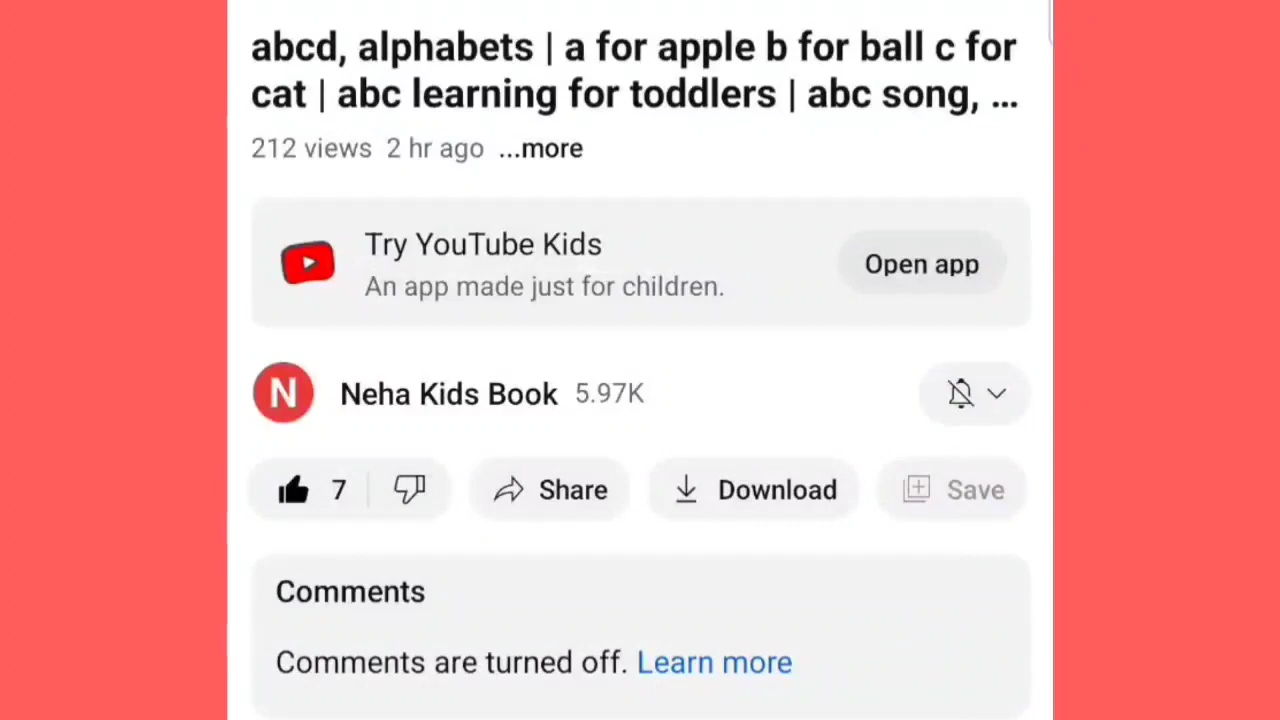 abcd, alphabets | a for apple b for ball c for
cat | abc learning for toddlers | abc song, ...
212 views 2 hr ago ...more
Try YouTube Kids
An app made just for children.
Open app
N
Neha Kids Book 5.97K
7 Share Download Save
Comments
Comments are turned off. Learn more